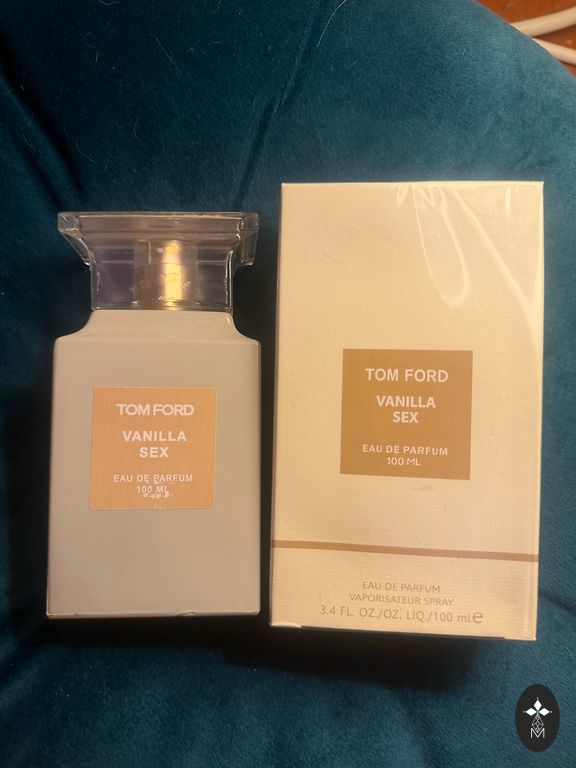 TOM FORD
VANILLA
SEX
EAU DE PARFUM
100 ML
TOM FORD
VANILLA
SEX
EAU DE PARFUM
100 ML
EAU DE PARFUM
VAPORISATEUR SPRAY
3.4 FL. OZ./OZ. LIQ./100 ml e
M